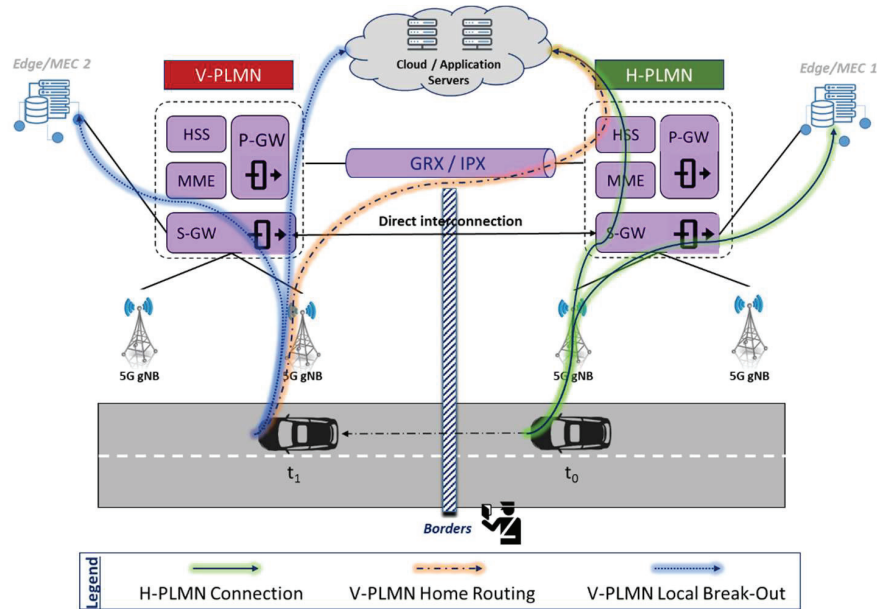 Edge/MEC 2
V-PLMN
Cloud / Application
Servers
H-PLMN
Edge/MEC 1
HSS
P-GW
MME
S-GW
GRX / IPX
HSS
P-GW
MME
S-GW
Direct interconnection
5G gNB
5G gNB
5G gNB
5G gNB
t1
t0
Borders
Legend
H-PLMN Connection
V-PLMN Home Routing
V-PLMN Local Break-Out